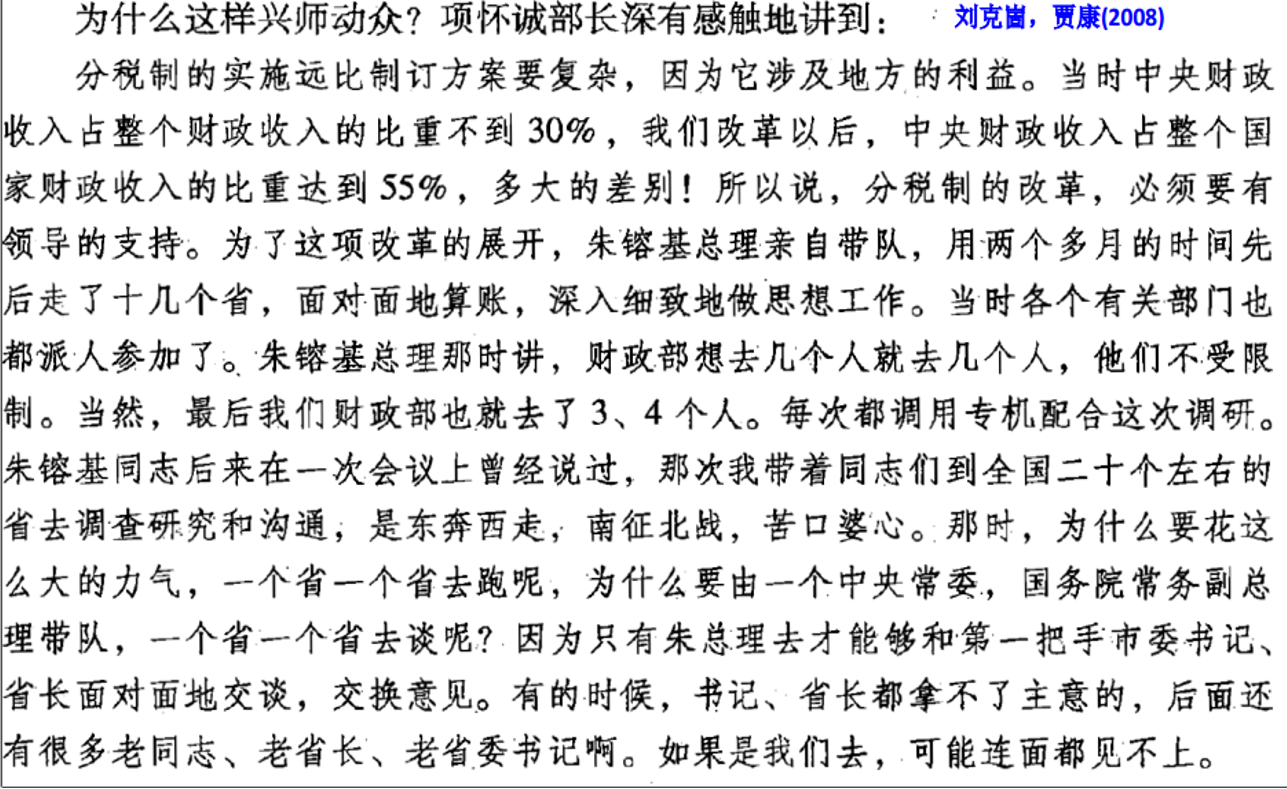 为什么这样兴师动众？项怀诚部长深有感触地讲到： 刘克崮，贾康(2008)
分税制的实施远比制订方案要复杂，因为它涉及地方的利益。当时中央财政
收入占整个财政收入的比重不到 30%，我们改革以后，中央财政收入占整个国
家财政收入的比重达到 55%，多大的差别！所以说，分税制的改革，必须要有
领导的支持。为了这项改革的展开，朱镕基总理亲自带队，用两个多月的时间先
后走了十几个省，面对面地算账，深入细致地做思想工作。当时各个有关部门也
都派人参加了。朱镕基总理那时讲，财政部想去几个人就去几个人，他们不受限
制。当然，最后我们财政部也就去了 3、4 个人。每次都调用专机配合这次调研。
朱镕基同志后来在一次会议上曾经说过，那次我带着同志们到全国二十个左右的
省去调查研究和沟通，是东奔西走，南征北战，苦口婆心。那时，为什么要花这
么大的力气，一个省一个省去跑呢，为什么要由一个中央常委，国务院常务副总
理带队，一个省一个省去谈呢？因为只有朱总理去才能够和第一把手市委书记、
省长面对面地交谈，交换意见。有的时候，书记、省长都拿不了主意的，后面还
有很多老同志、老省长、老省委书记啊。如果是我们去，可能连面都见不上。